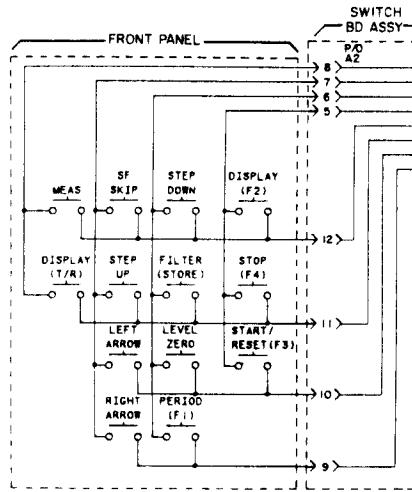 SWITCH
BD ASSY
FRONT PANEL
P/O
A2
8
7
6
5
MEAS
SF
SKIP
STEP
DOWN
DISPLAY
(F2)
12
DISPLAY
(T/R)
STEP
UP
FILTER
(STORE)
STOP
(F4)
11
LEFT
ARROW
LEVEL
ZERO
START/
RESET(F3)
10
RIGHT
ARROW
PERIOD
(F1)
9